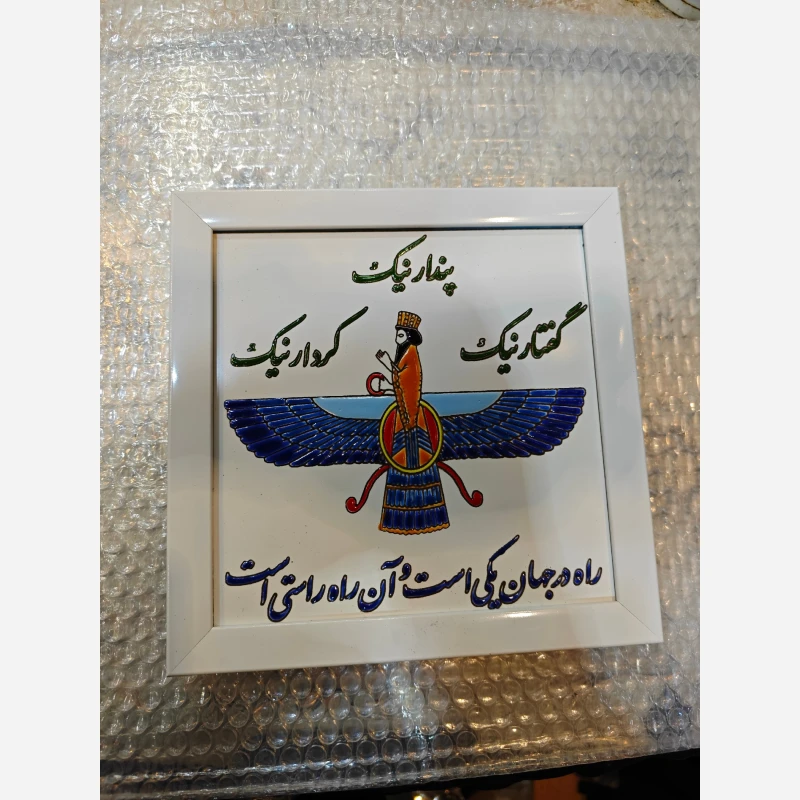 پندار نیک
گفتار نیک
کردار نیک
راه در جهان یکی است و آن راه راستی است